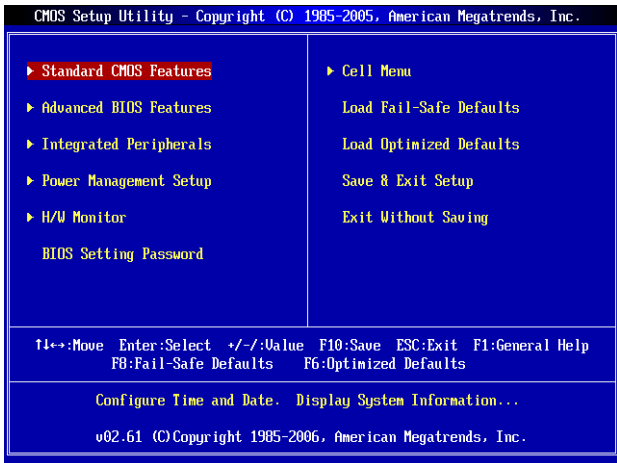 CMOS Setup Utility - Copyright (C) 1985-2005, American Megatrends, Inc.
▶ Standard CMOS Features
▶ Advanced BIOS Features
▶ Integrated Peripherals
▶ Power Management Setup
▶ H/W Monitor
BIOS Setting Password
▶ Cell Menu
Load Fail-Safe Defaults
Load Optimized Defaults
Save & Exit Setup
Exit Without Saving
↑↓←→:Move Enter:Select +/-/:Value F10:Save ESC:Exit F1:General Help
F8:Fail-Safe Defaults F6:Optimized Defaults
Configure Time and Date. Display System Information...
v02.61 (C)Copyright 1985-2006, American Megatrends, Inc.